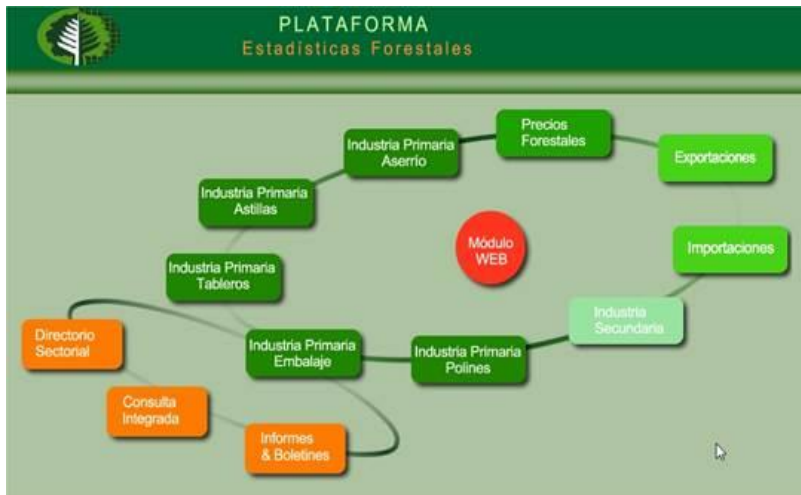 PLATAFORMA
Estadísticas Forestales
Precios
Forestales
Industria Primaria
Aserrío
Exportaciones
Industria Primaria
Astillas
Módulo
WEB
Importaciones
Industria Primaria
Tableros
Industria
Secundaria
Directorio
Sectorial
Industria Primaria
Embalaje
Industria Primaria
Polines
Consulta
Integrada
Informes
& Boletines